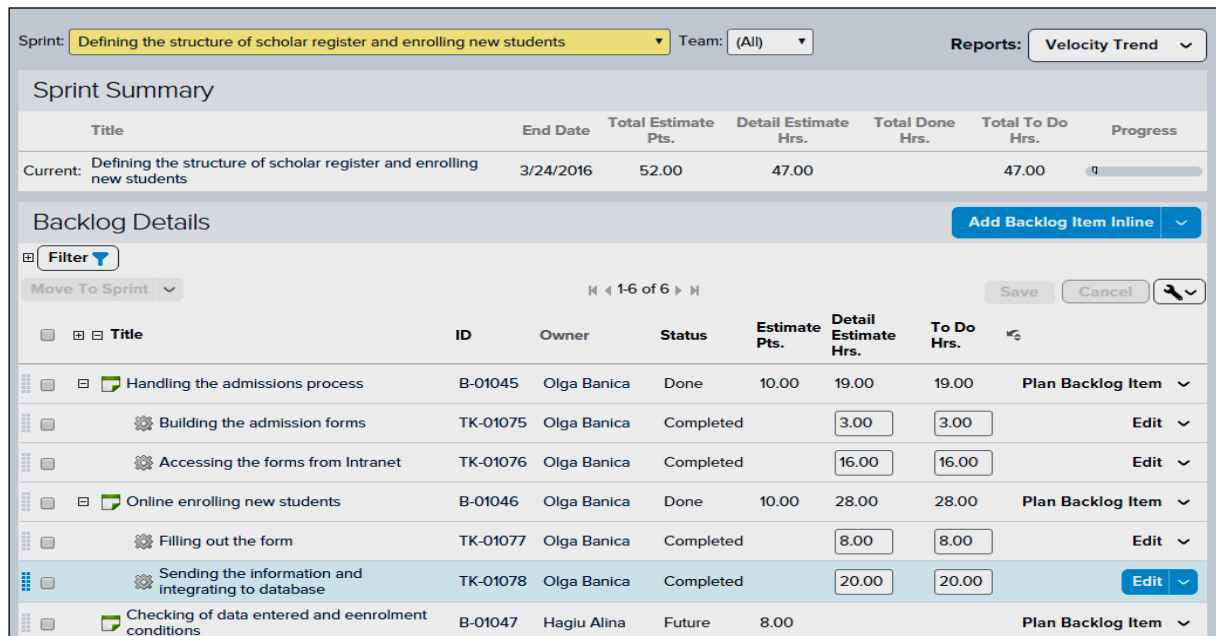 Sprint: Defining the structure of scholar register and enrolling new students Team: (All) Reports: Velocity Trend
Sprint Summary
Title End Date Total Estimate Pts. Detail Estimate Hrs. Total Done Hrs. Total To Do Hrs. Progress
Current: Defining the structure of scholar register and enrolling new students 3/24/2016 52.00 47.00 47.00
Backlog Details Add Backlog Item Inline
Filter
Move To Sprint 1-6 of 6 Save Cancel
Title ID Owner Status Estimate Pts. Detail Estimate Hrs. To Do Hrs.
Handling the admissions process B-01045 Olga Banica Done 10.00 19.00 19.00 Plan Backlog Item
Building the admission forms TK-01075 Olga Banica Completed 3.00 3.00 Edit
Accessing the forms from Intranet TK-01076 Olga Banica Completed 16.00 16.00 Edit
Online enrolling new students B-01046 Olga Banica Done 10.00 28.00 28.00 Plan Backlog Item
Filling out the form TK-01077 Olga Banica Completed 8.00 8.00 Edit
Sending the information and integrating to database TK-01078 Olga Banica Completed 20.00 20.00 Edit
Checking of data entered and eenrolment conditions B-01047 Hagiu Alina Future 8.00 Plan Backlog Item